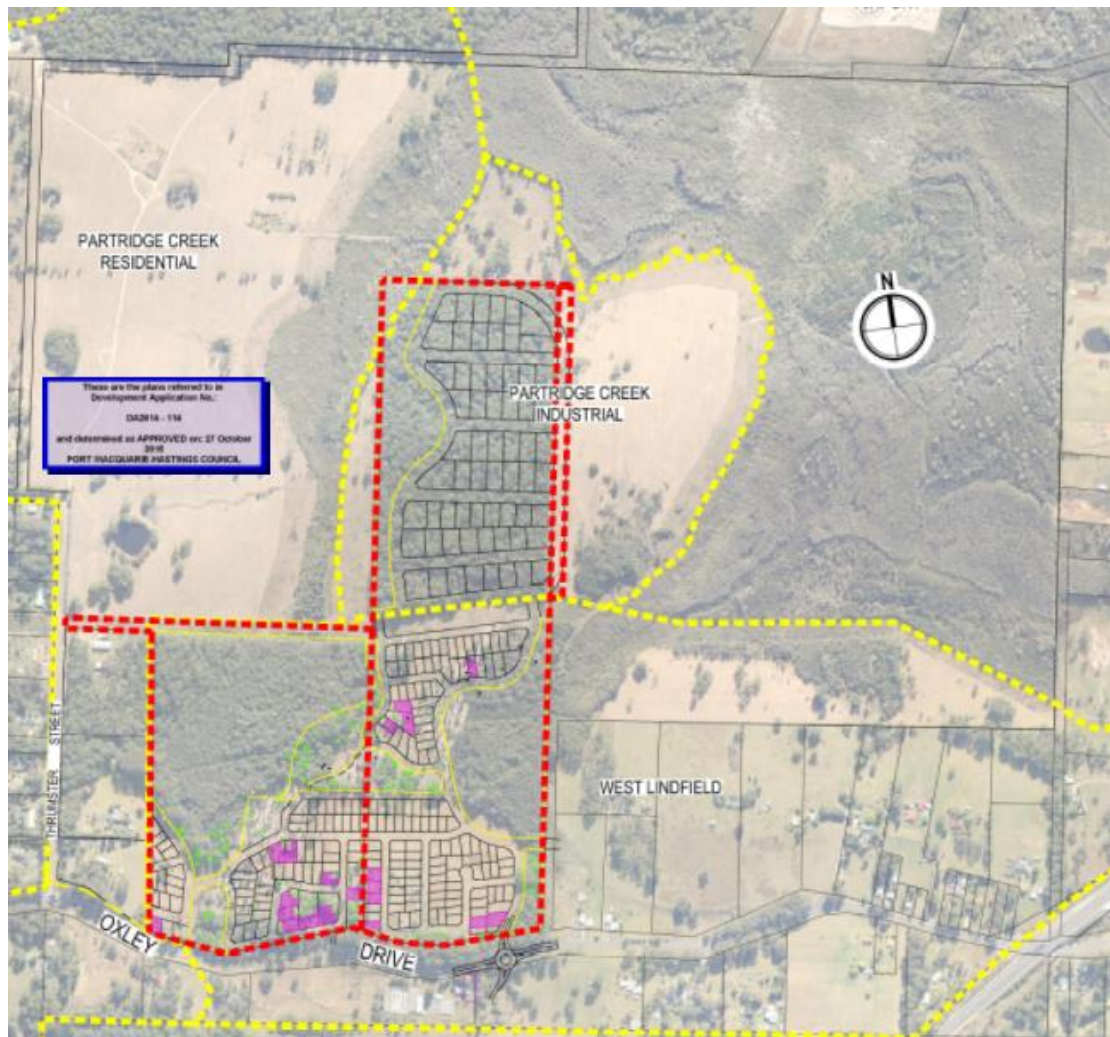 PARTRIDGE CREEK
RESIDENTIAL
N
These are the plans referred to in
Development Application No.:
and determined as APPROVED on: 27 October
PORT MACQUARIE HASTINGS COUNCIL
PARTRIDGE CREEK
INDUSTRIAL
THRUMSTER STREET
WEST LINDFIELD
OXLEY
DRIVE